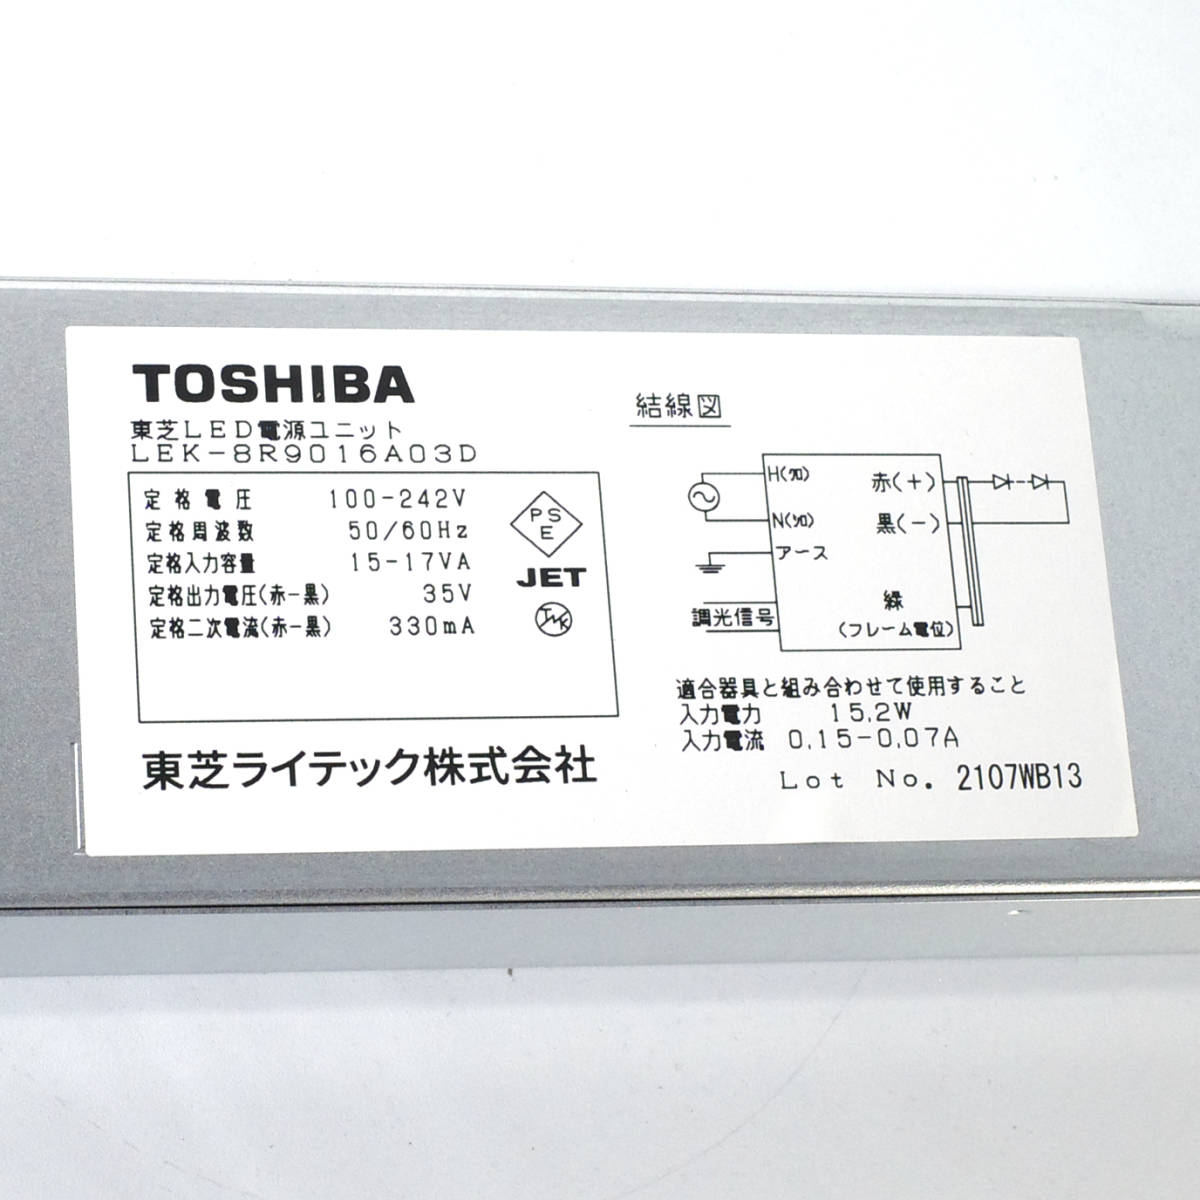 TOSHIBA
東芝LED電源ユニット
LEK-8R9016A03D
定格電圧 100-242V
定格周波数 50/60Hz
定格入力容量 15-17VA
定格出力電圧(赤-黒) 35V
定格二次電流(赤-黒) 330mA
PS
E
JET
東芝ライテック株式会社
結線図
H(クロ) 赤(+)
N(シロ) 黒(-)
アース
調光信号 緑
(フレーム電位)
適合器具と組み合わせて使用すること
入力電力 15.2W
入力電流 0.15-0.07A
Lot No. 2107WB13